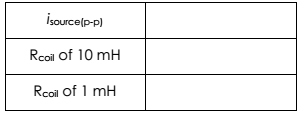 isource(p-p)
Rcoil of 10 mH
Rcoil of 1 mH